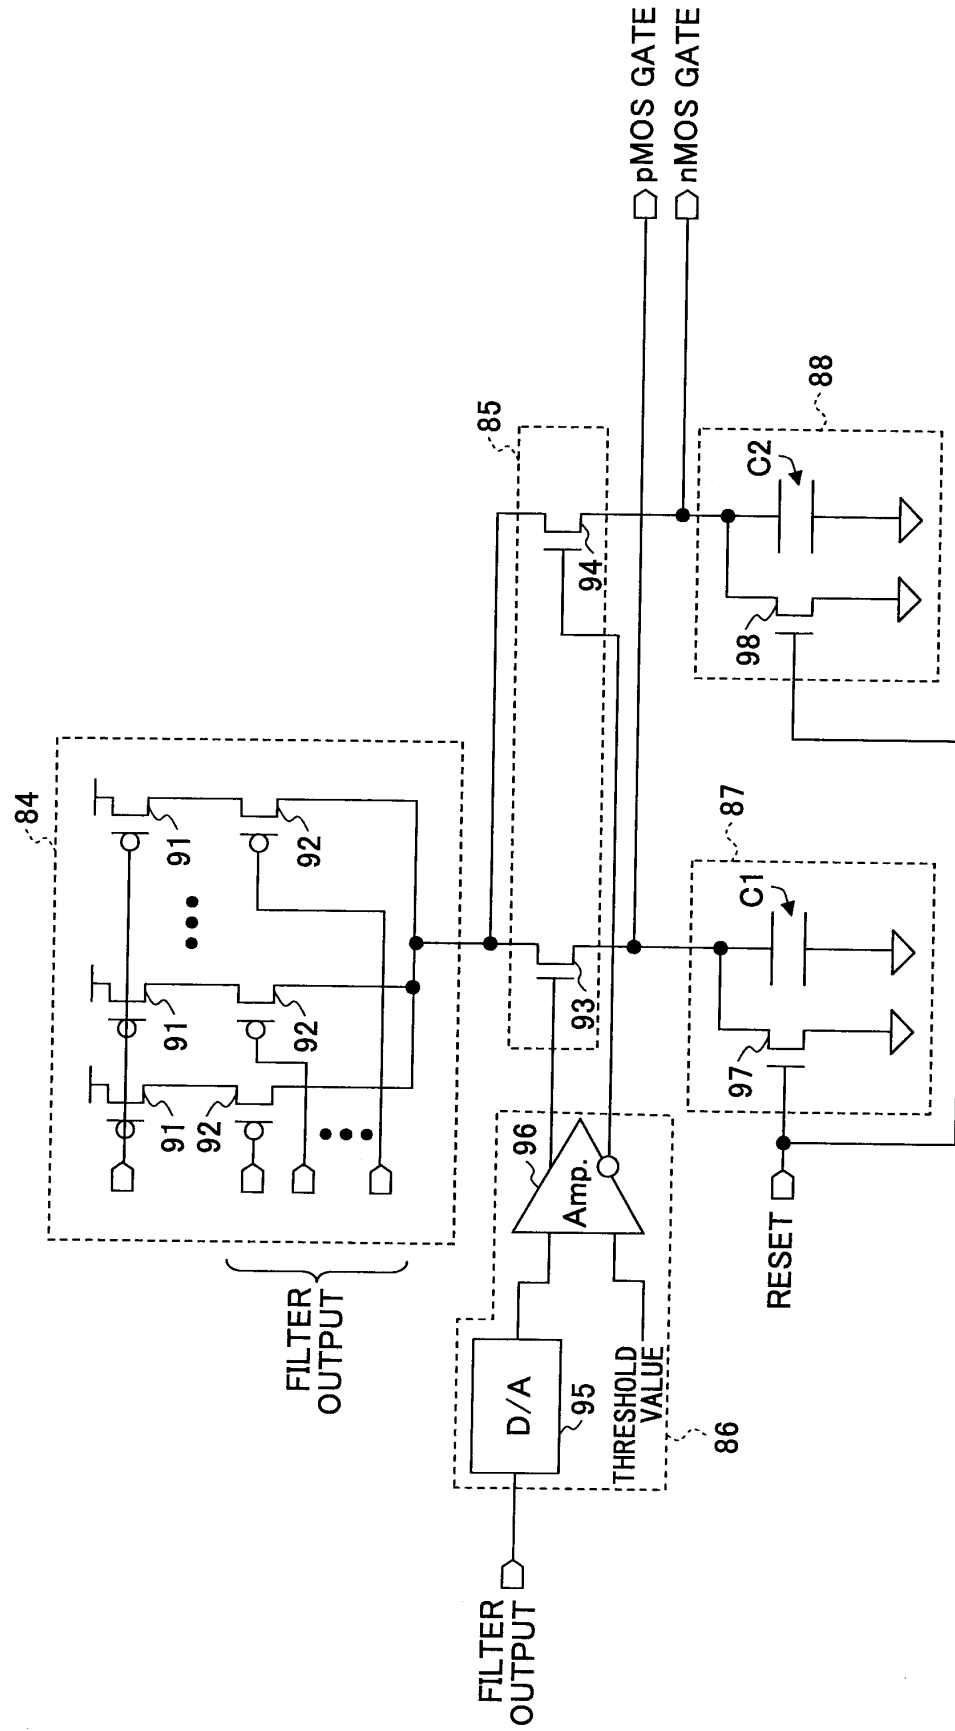 84
91
91
91
92
92
92
FILTER
OUTPUT
85
93
94
pMOS GATE
nMOS GATE
FILTER
OUTPUT
D/A
95
96
Amp.
THRESHOLD
VALUE
86
RESET
87
97
C1
88
98
C2